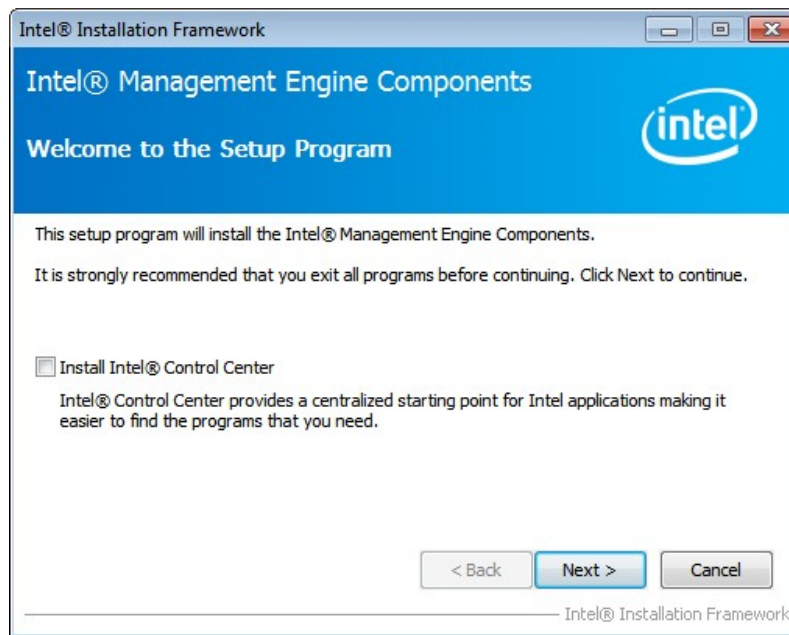 Intel® Installation Framework
Intel® Management Engine Components
intel®
Welcome to the Setup Program
This setup program will install the Intel® Management Engine Components.
It is strongly recommended that you exit all programs before continuing. Click Next to continue.
Install Intel® Control Center
Intel® Control Center provides a centralized starting point for Intel applications making it
easier to find the programs that you need.
< Back Next > Cancel
Intel® Installation Framework